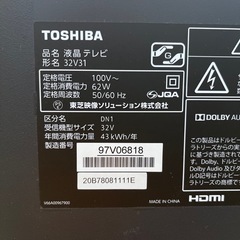 TOSHIBA
品名 液晶テレビ
形名 32V31
定格電圧 100V~
定格消費電力 62W
定格周波数 50/60 Hz
東芝映像ソリューション株式会社
JQA
HDMI
DOLBY AUD
区分名 DN1
受信機型サイズ 32V
年間消費電力量 43 kWh/年
製造番号
97V06818
20B78081111E
V66A00967900
MADE IN CHINA